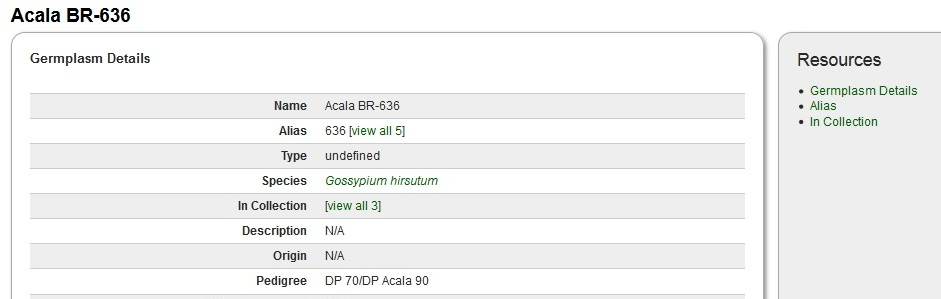 Acala BR-636
Germplasm Details
Name Acala BR-636
Alias 636 [view all 5]
Type undefined
Species Gossypium hirsutum
In Collection [view all 3]
Description N/A
Origin N/A
Pedigree DP 70/DP Acala 90
Resources
Germplasm Details
Alias
In Collection